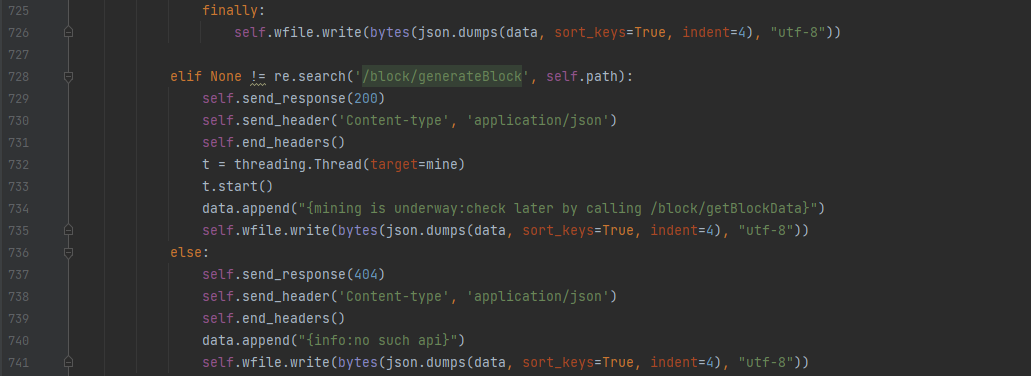 725 finally:
726 self.wfile.write(bytes(json.dumps(data, sort_keys=True, indent=4), "utf-8"))
727
728 elif None != re.search('/block/generateBlock', self.path):
729 self.send_response(200)
730 self.send_header('Content-type', 'application/json')
731 self.end_headers()
732 t = threading.Thread(target=mine)
733 t.start()
734 data.append("{mining is underway:check later by calling /block/getBlockData}")
735 self.wfile.write(bytes(json.dumps(data, sort_keys=True, indent=4), "utf-8"))
736 else:
737 self.send_response(404)
738 self.send_header('Content-type', 'application/json')
739 self.end_headers()
740 data.append("{info:no such api}")
741 self.wfile.write(bytes(json.dumps(data, sort_keys=True, indent=4), "utf-8"))